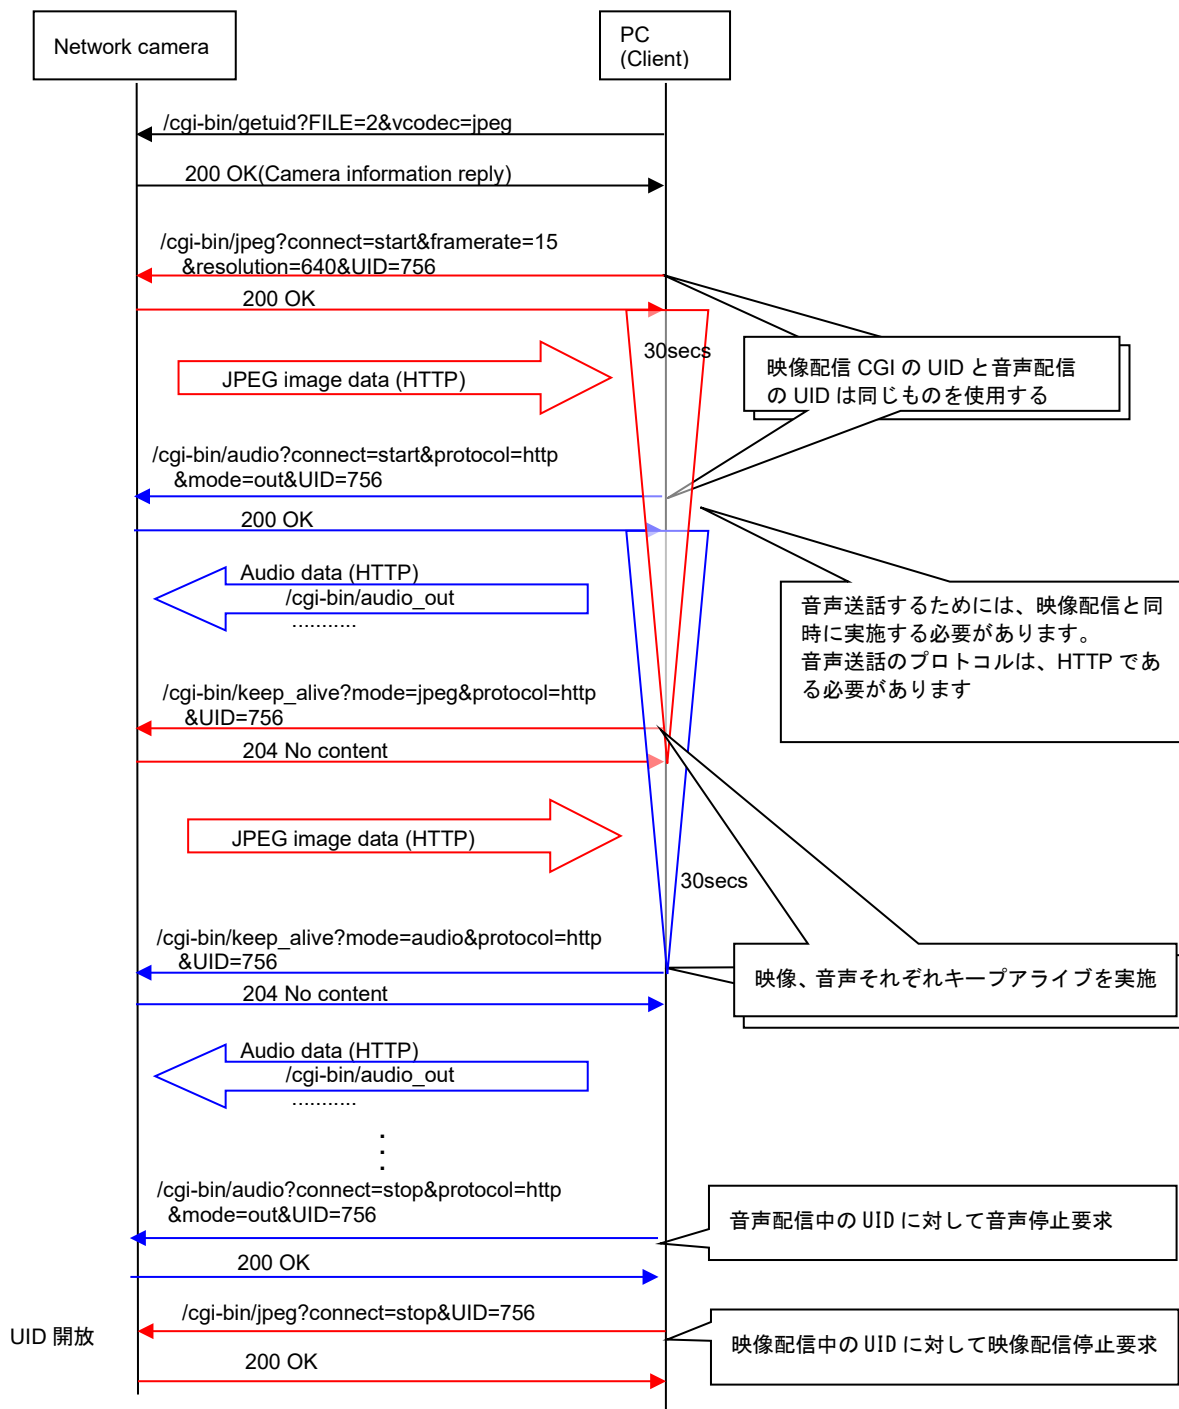 Network camera
PC
(Client)
/cgi-bin/getuid?FILE=2&vcodec=jpeg
200 OK(Camera information reply)
/cgi-bin/jpeg?connect=start&framerate=15
&resolution=640&UID=756
200 OK
30secs
JPEG image data (HTTP)
映像配信 CGI の UID と音声配信
の UID は同じものを使用する
/cgi-bin/audio?connect=start&protocol=http
&mode=out&UID=756
200 OK
Audio data (HTTP)
/cgi-bin/audio_out
...........
音声送話するためには、映像配信と同
時に実施する必要があります。
音声送話のプロトコルは、HTTP であ
る必要があります
/cgi-bin/keep_alive?mode=jpeg&protocol=http
&UID=756
204 No content
JPEG image data (HTTP)
30secs
/cgi-bin/keep_alive?mode=audio&protocol=http
&UID=756
映像、音声それぞれキープアライブを実施
204 No content
Audio data (HTTP)
/cgi-bin/audio_out
...........
.
.
.
/cgi-bin/audio?connect=stop&protocol=http
&mode=out&UID=756
音声配信中の UID に対して音声停止要求
200 OK
/cgi-bin/jpeg?connect=stop&UID=756
UID 開放
映像配信中の UID に対して映像配信停止要求
200 OK